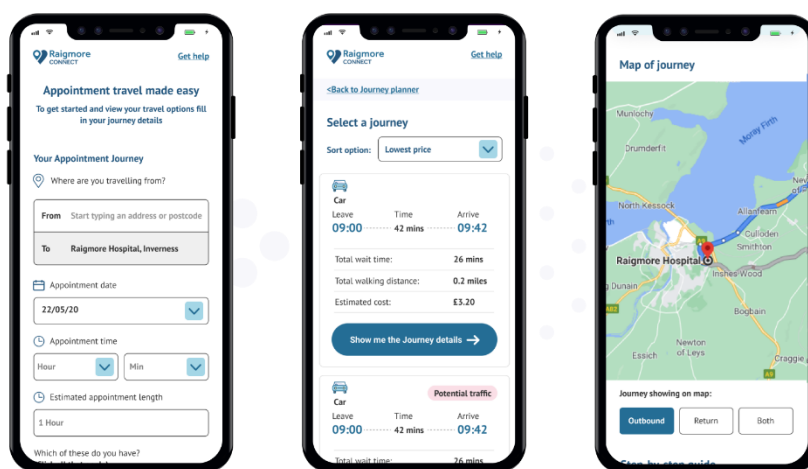 Raigmore
CONNECT
Get help
Appointment travel made easy
To get started and view your travel options fill
in your journey details
Your Appointment Journey
Where are you travelling from?
From Start typing an address or postcode
To Raigmore Hospital, Inverness
Appointment date
22/05/20
Appointment time
Hour Min
Estimated appointment length
1 Hour
Which of these do you have?
Raigmore
CONNECT
Get help
<Back to Journey planner
Select a journey
Sort option: Lowest price
Car
Leave Time Arrive
09:00 42 mins 09:42
Total wait time: 26 mins
Total walking distance: 0.2 miles
Estimated cost: £3.20
Show me the Journey details →
Potential traffic
Car
Leave Time Arrive
09:00 42 mins 09:42
Total wait time: 26 mins
Map of journey
Munlochy
Moray Firth
Drumderfit
North Kessock
Allanfearn
Culloden
Smithton
Raigmore Hospital
Inshes Wood
g Dunain
A82
Bogbain
Newton
of Leys
Essich
Craggie
A9
Journey showing on map:
Outbound Return Both
Step by step guide